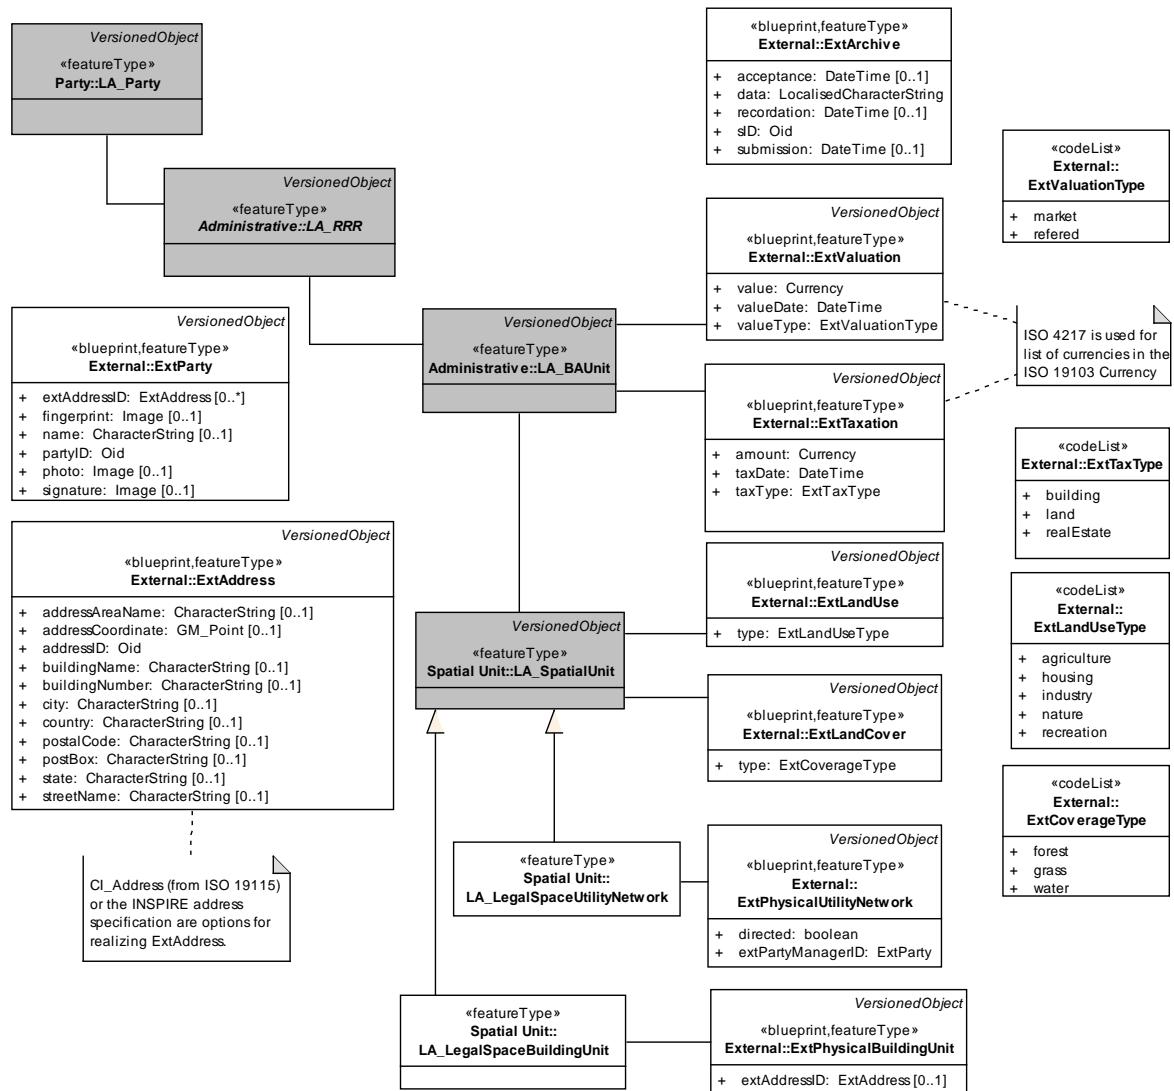 VersionedObject
«featureType»
Party::LA_Party
VersionedObject
«featureType»
Administrative::LA_RRR
VersionedObject
«blueprint,featureType»
External::ExtParty
+ extAddressID: ExtAddress [0..*]
+ fingerprint: Image [0..1]
+ name: CharacterString [0..1]
+ partyID: Oid
+ photo: Image [0..1]
+ signature: Image [0..1]
VersionedObject
«blueprint,featureType»
External::ExtAddress
+ addressAreaName: CharacterString [0..1]
+ addressCoordinate: GM_Point [0..1]
+ addressID: Oid
+ buildingName: CharacterString [0..1]
+ buildingNumber: CharacterString [0..1]
+ city: CharacterString [0..1]
+ country: CharacterString [0..1]
+ postalCode: CharacterString [0..1]
+ postBox: CharacterString [0..1]
+ state: CharacterString [0..1]
+ streetName: CharacterString [0..1]
CI_Address (from ISO 19115)
or the INSPIRE address
specification are options for
realizing ExtAddress.
VersionedObject
«featureType»
Administrative::LA_BAUnit
VersionedObject
«featureType»
Spatial Unit::LA_SpatialUnit
«featureType»
Spatial Unit::
LA_LegalSpaceUtilityNetwork
«featureType»
Spatial Unit::
LA_LegalSpaceBuildingUnit
«blueprint,featureType»
External::ExtArchive
+ acceptance: DateTime [0..1]
+ data: LocalisedCharacterString
+ recordation: DateTime [0..1]
+ sID: Oid
+ submission: DateTime [0..1]
VersionedObject
«blueprint,featureType»
External::ExtValuation
+ value: Currency
+ valueDate: DateTime
+ valueType: ExtValuationType
VersionedObject
«blueprint,featureType»
External::ExtTaxation
+ amount: Currency
+ taxDate: DateTime
+ taxType: ExtTaxType
VersionedObject
«blueprint,featureType»
External::ExtLandUse
+ type: ExtLandUseType
VersionedObject
«blueprint,featureType»
External::ExtLandCover
+ type: ExtCoverageType
VersionedObject
«blueprint,featureType»
External::
ExtPhysicalUtilityNetwork
+ directed: boolean
+ extPartyManagerID: ExtParty
VersionedObject
«blueprint,featureType»
External::ExtPhysicalBuildingUnit
+ extAddressID: ExtAddress [0..1]
«codeList»
External::
ExtValuationType
+ market
+ refered
ISO 4217 is used for
list of currencies in the
ISO 19103 Currency
«codeList»
External::ExtTaxType
+ building
+ land
+ realEstate
«codeList»
External::
ExtLandUseType
+ agriculture
+ housing
+ industry
+ nature
+ recreation
«codeList»
External::
ExtCoverageType
+ forest
+ grass
+ water